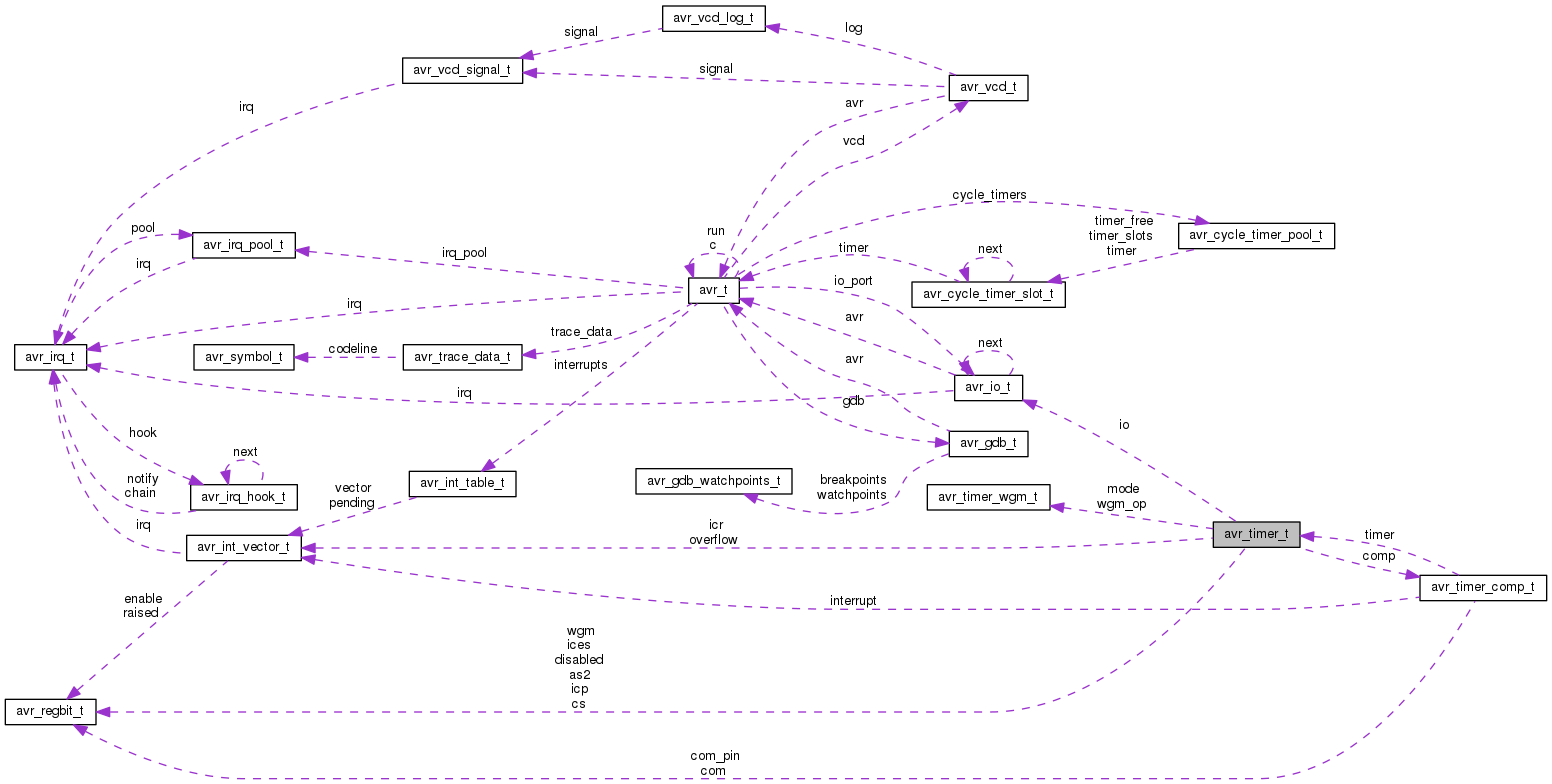 avr_vcd_log_t
log
signal
avr_vcd_signal_t
signal
avr_vcd_t
irq
avr
vcd
cycle_timers
pool
avr_irq_pool_t
irq
irq_pool
run
c
timer
next
timer_free
timer_slots
timer
avr_cycle_timer_pool_t
avr_t
io_port
avr_cycle_timer_slot_t
irq
avr
trace_data
next
avr_irq_t
avr_symbol_t
codeline
avr_trace_data_t
interrupts
avr
irq
avr_io_t
gdb
io
hook
avr_gdb_t
next
notify
chain
avr_irq_hook_t
vector
pending
avr_int_table_t
avr_gdb_watchpoints_t
breakpoints
watchpoints
avr_timer_wgm_t
mode
wgm_op
irq
avr_int_vector_t
icr
overflow
avr_timer_t
timer
comp
avr_timer_comp_t
enable
raised
interrupt
wgm
ices
disabled
as2
icp
cs
avr_regbit_t
com_pin
com